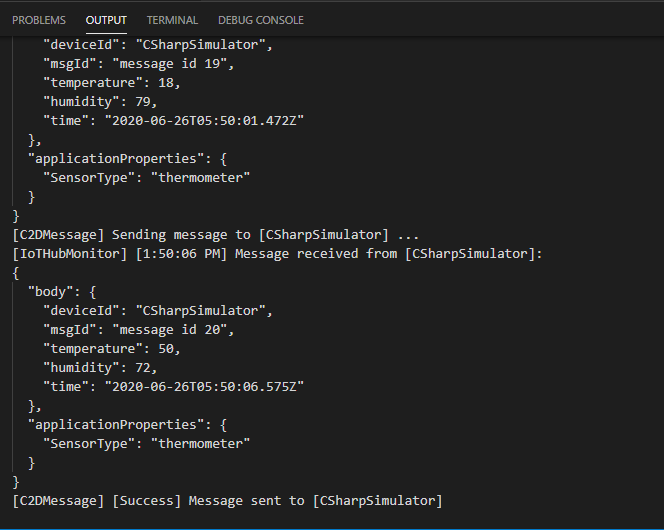 PROBLEMS OUTPUT TERMINAL DEBUG CONSOLE
"deviceId": "CSharpSimulator",
"msgId": "message id 19",
"temperature": 18,
"humidity": 79,
"time": "2020-06-26T05:50:01.472Z"
},
"applicationProperties": {
"SensorType": "thermometer"
}
}
[C2DMessage] Sending message to [CSharpSimulator] ...
[IoTHubMonitor] [1:50:06 PM] Message received from [CSharpSimulator]:
{
"body": {
"deviceId": "CSharpSimulator",
"msgId": "message id 20",
"temperature": 50,
"humidity": 72,
"time": "2020-06-26T05:50:06.575Z"
},
"applicationProperties": {
"SensorType": "thermometer"
}
}
[C2DMessage] [Success] Message sent to [CSharpSimulator]